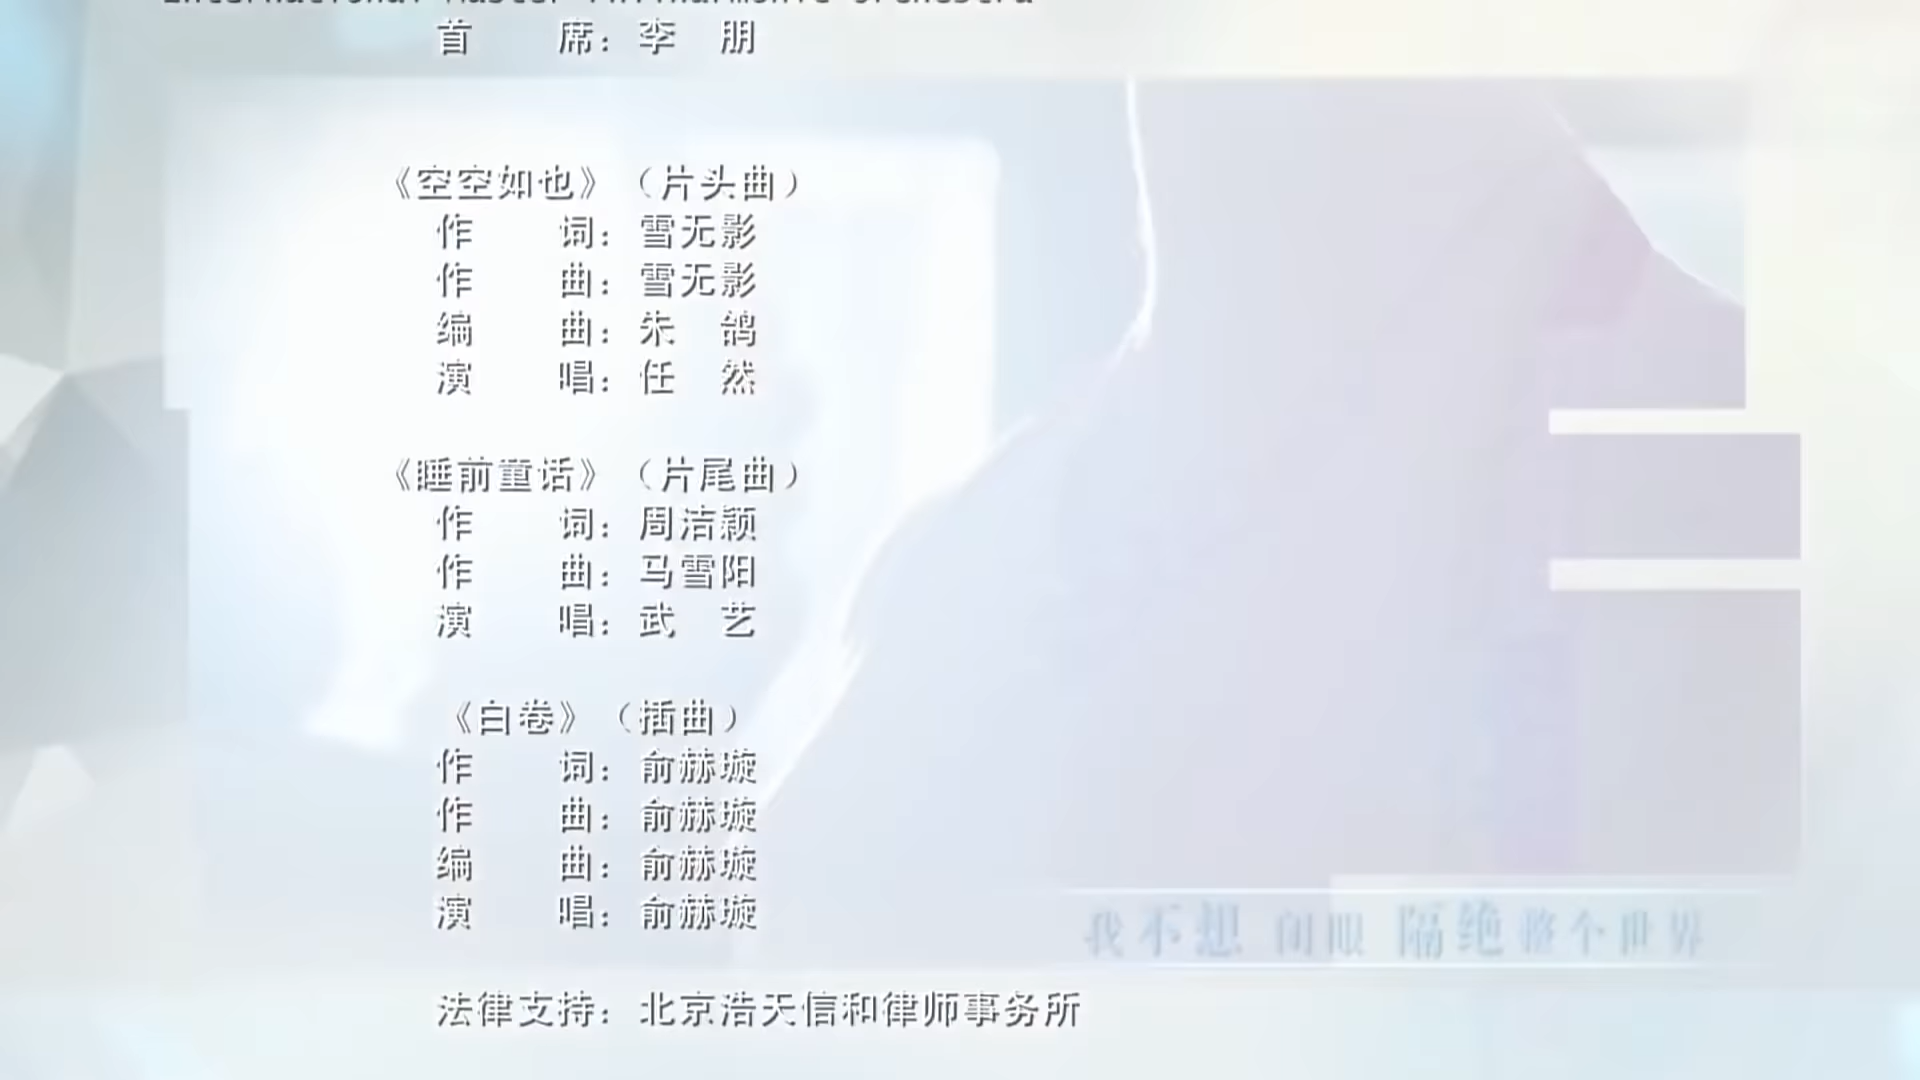 International Master Philharmonic Orchestra
首 席：李 朋
《空空如也》（片头曲）
作 词：雪无影
作 曲：雪无影
编 曲：朱 鸽
演 唱：任 然
《睡前童话》（片尾曲）
作 词：周洁颖
作 曲：马雪阳
演 唱：武 艺
《白卷》（插曲）
作 词：俞赫璇
作 曲：俞赫璇
编 曲：俞赫璇
演 唱：俞赫璇
我不想 闭眼 隔绝整个世界
法律支持：北京浩天信和律师事务所